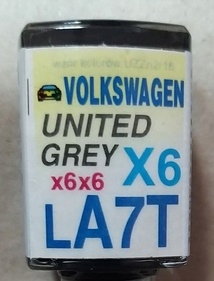 VOLKSWAGEN
UNITED
GREY X6
x6x6
LA7T